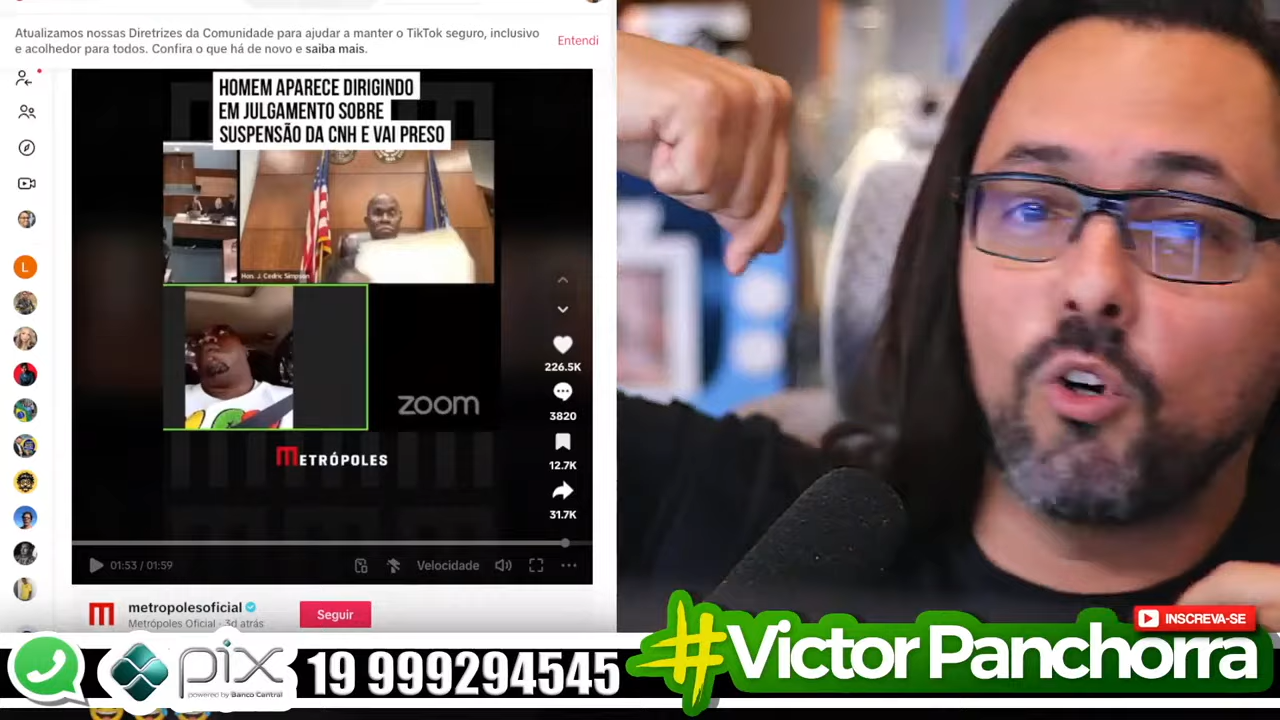 Atualizamos nossas Diretrizes da Comunidade para ajudar a manter o TikTok seguro, inclusivo
e acolhedor para todos. Confira o que há de novo e saiba mais.
Entendi
HOMEM APARECE DIRIGINDO
EM JULGAMENTO SOBRE
SUSPENSÃO DA CNH E VAI PRESO
Hon. J. Cedric Simpson
L
zoom
METRÓPOLES
226.5K
3820
12.7K
31.7K
01:53 / 01:59
Velocidade
metropolesoficial
Metrópoles Oficial · 3d atrás
Seguir
INSCREVA-SE
pix
powered by Banco Central
19 999294545
#Victor Panchorra